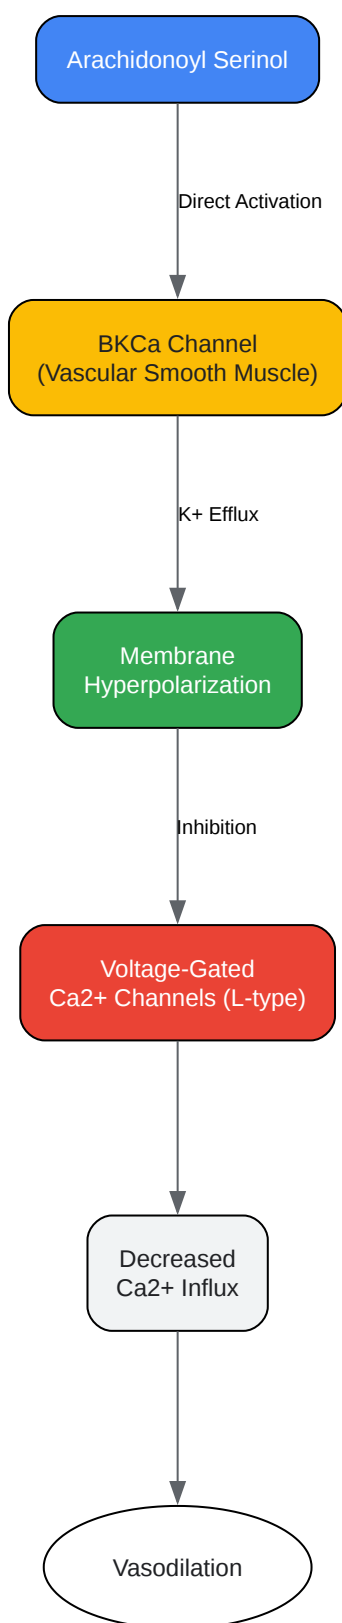 Arachidonoyl Serinol
Direct Activation
BKCa Channel
(Vascular Smooth Muscle)
K+ Efflux
Membrane
Hyperpolarization
Inhibition
Voltage-Gated
Ca2+ Channels (L-type)
Decreased
Ca2+ Influx
Vasodilation